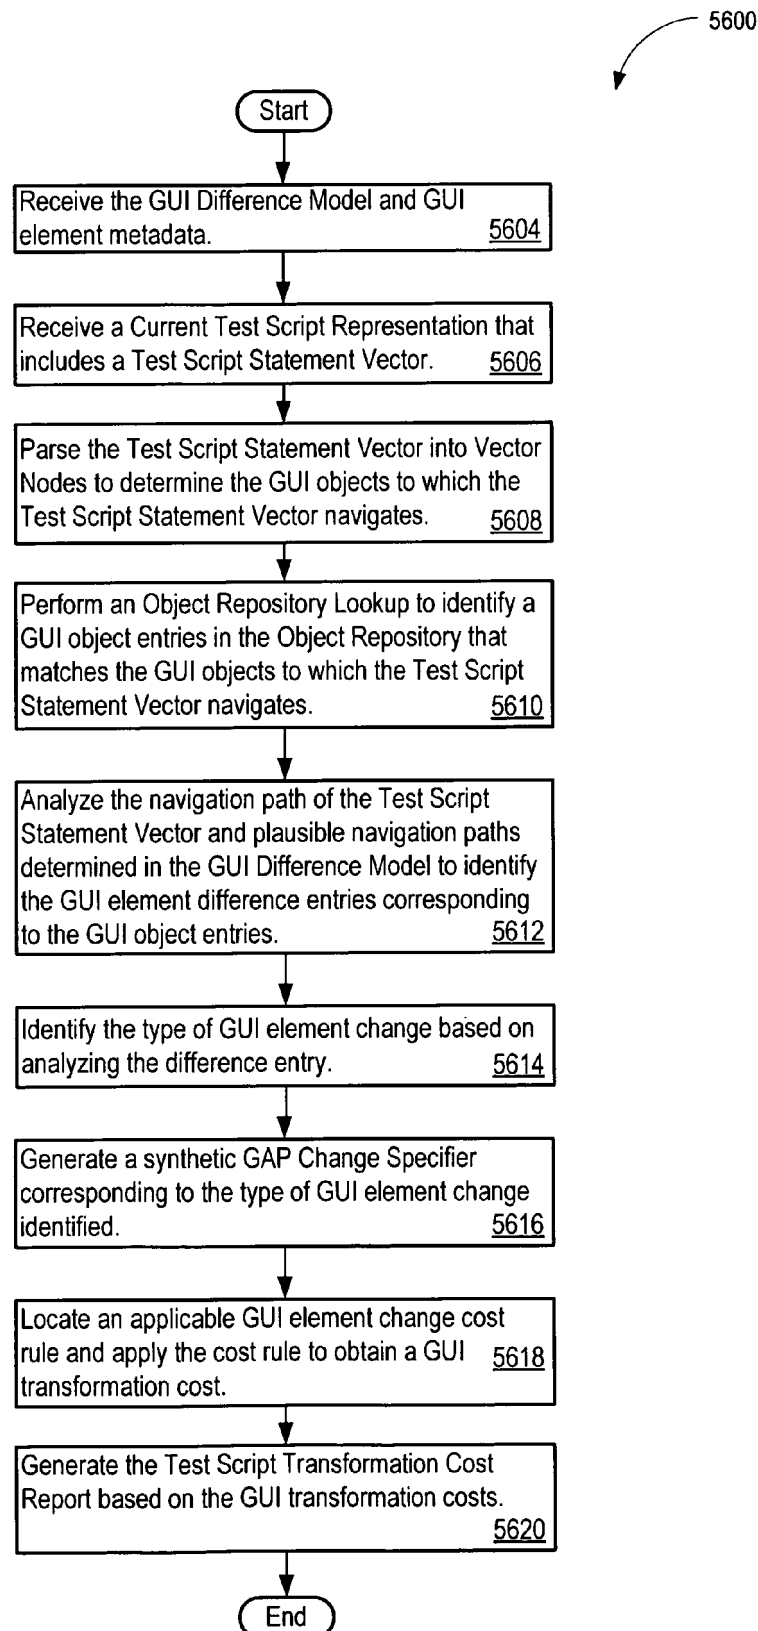 5600
Start
Receive the GUI Difference Model and GUI
element metadata. 5604
Receive a Current Test Script Representation that
includes a Test Script Statement Vector. 5606
Parse the Test Script Statement Vector into Vector
Nodes to determine the GUI objects to which the
Test Script Statement Vector navigates. 5608
Perform an Object Repository Lookup to identify a
GUI object entries in the Object Repository that
matches the GUI objects to which the Test Script
Statement Vector navigates. 5610
Analyze the navigation path of the Test Script
Statement Vector and plausible navigation paths
determined in the GUI Difference Model to identify
the GUI element difference entries corresponding
to the GUI object entries. 5612
Identify the type of GUI element change based on
analyzing the difference entry. 5614
Generate a synthetic GAP Change Specifier
corresponding to the type of GUI element change
identified. 5616
Locate an applicable GUI element change cost
rule and apply the cost rule to obtain a GUI 5618
transformation cost.
Generate the Test Script Transformation Cost
Report based on the GUI transformation costs.
5620
End